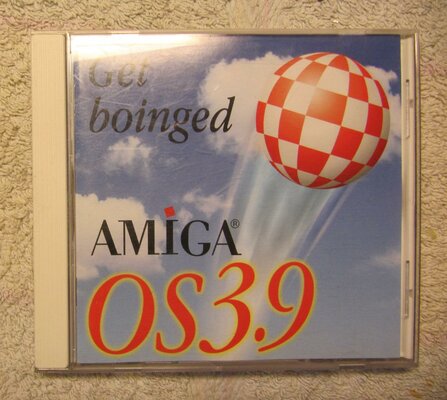 Get
boinged
AMiGA®
OS3.9